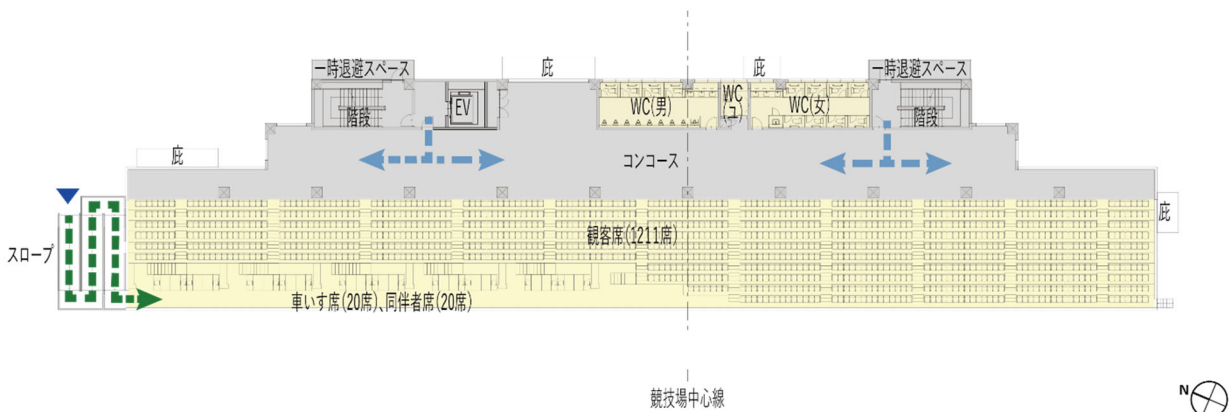 庇
庇
一時退避スペース
一時退避スペース
EV
WC(男)
WC
(ユ)
WC(女)
階段
階段
庇
コンコース
庇
観客席(1211席)
スロープ
車いす席(20席)、同伴者席(20席)
競技場中心線
N